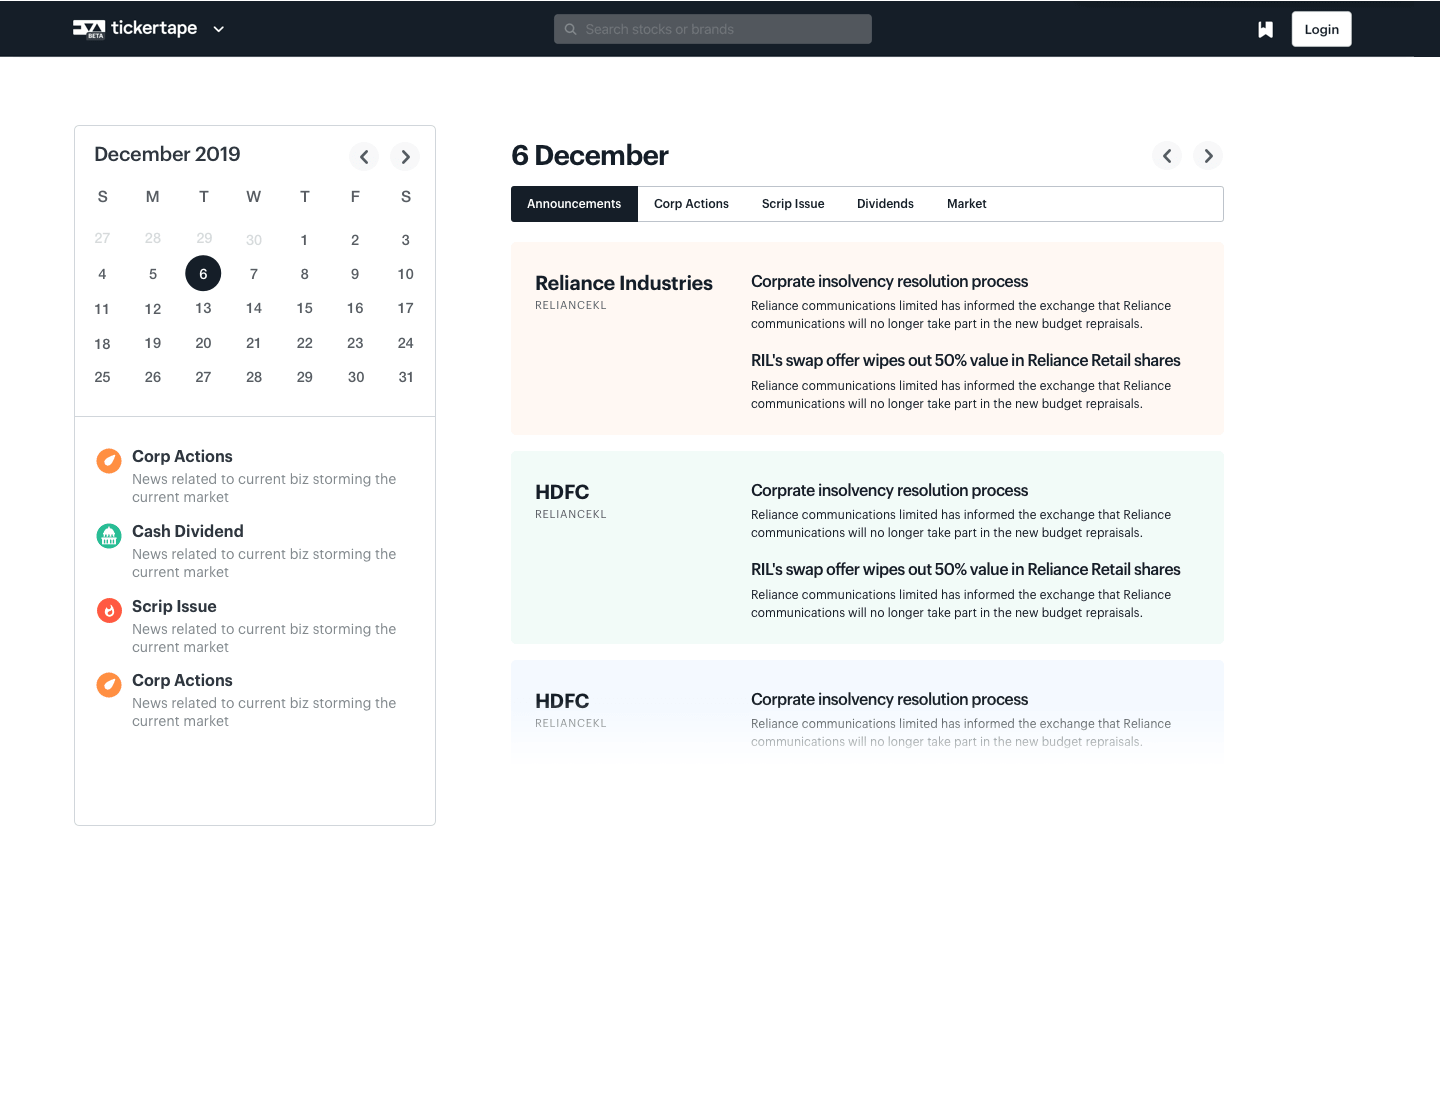 BETA
tickertape
Search stocks or brands
Login
December 2019
S M T W T F S
27 28 29 30 1 2 3
4 5 6 7 8 9 10
11 12 13 14 15 16 17
18 19 20 21 22 23 24
25 26 27 28 29 30 31
Corp Actions
News related to current biz storming the
current market
Cash Dividend
News related to current biz storming the
current market
Scrip Issue
News related to current biz storming the
current market
Corp Actions
News related to current biz storming the
current market
6 December
Announcements Corp Actions Scrip Issue Dividends Market
Reliance Industries
RELIANCEKL
Corprate insolvency resolution process
Reliance communications limited has informed the exchange that Reliance
communications will no longer take part in the new budget repraisals.
RIL's swap offer wipes out 50% value in Reliance Retail shares
Reliance communications limited has informed the exchange that Reliance
communications will no longer take part in the new budget repraisals.
HDFC
RELIANCEKL
Corprate insolvency resolution process
Reliance communications limited has informed the exchange that Reliance
communications will no longer take part in the new budget repraisals.
RIL's swap offer wipes out 50% value in Reliance Retail shares
Reliance communications limited has informed the exchange that Reliance
communications will no longer take part in the new budget repraisals.
HDFC
RELIANCEKL
Corprate insolvency resolution process
Reliance communications limited has informed the exchange that Reliance
communications will no longer take part in the new budget repraisals.